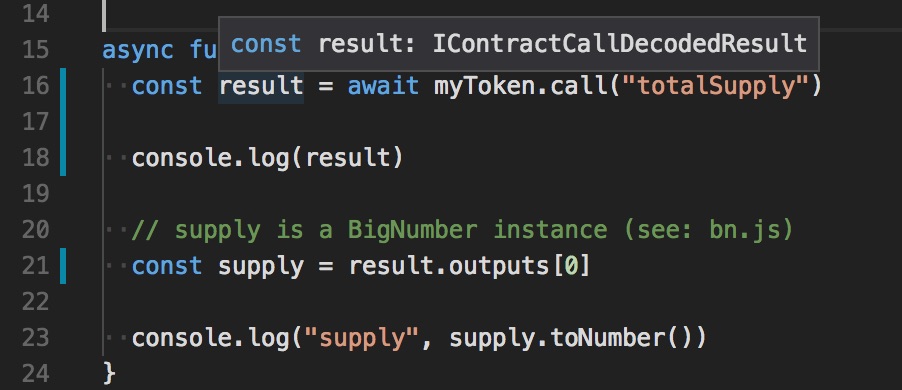 14
const result: IContractCallDecodedResult
15 async fu
16 const result = await myToken.call("totalSupply")
17
18 console.log(result)
19
20 // supply is a BigNumber instance (see: bn.js)
21 const supply = result.outputs[0]
22
23 console.log("supply", supply.toNumber())
24 }